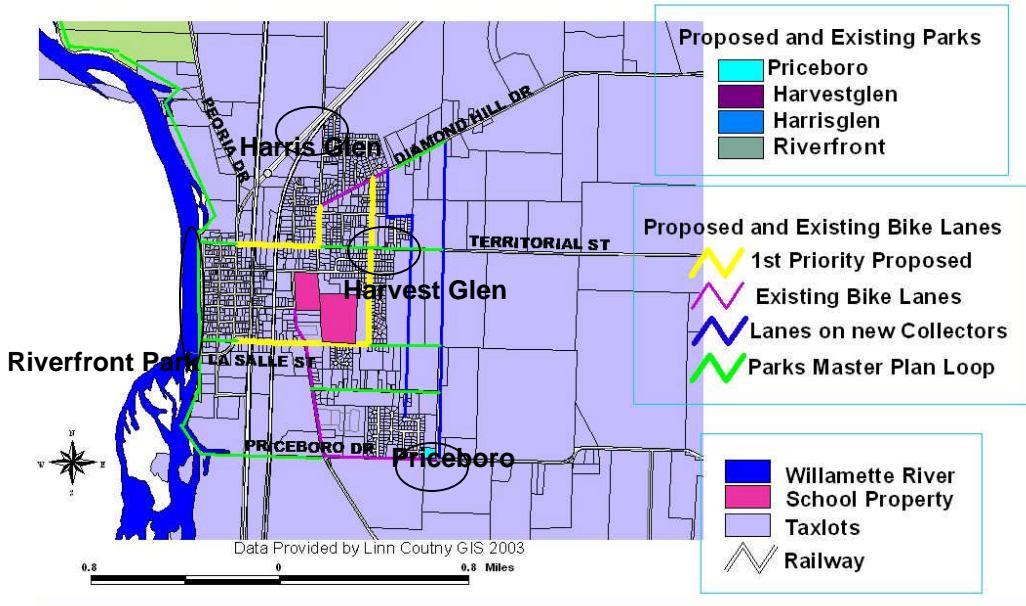 PEORIA DR
Harris Glen
DIAMOND HILL DR
TERRITORIAL ST
Harvest Glen
Riverfront Park
LA SALLE ST
PRICEBORO DR
Priceboro
N
W E
S
Data Provided by Linn Coutny GIS 2003
0.8 0 0.8 Miles
Proposed and Existing Parks
Priceboro
Harvestglen
Harrisglen
Riverfront
Proposed and Existing Bike Lanes
1st Priority Proposed
Existing Bike Lanes
Lanes on new Collectors
Parks Master Plan Loop
Willamette River
School Property
Taxlots
Railway